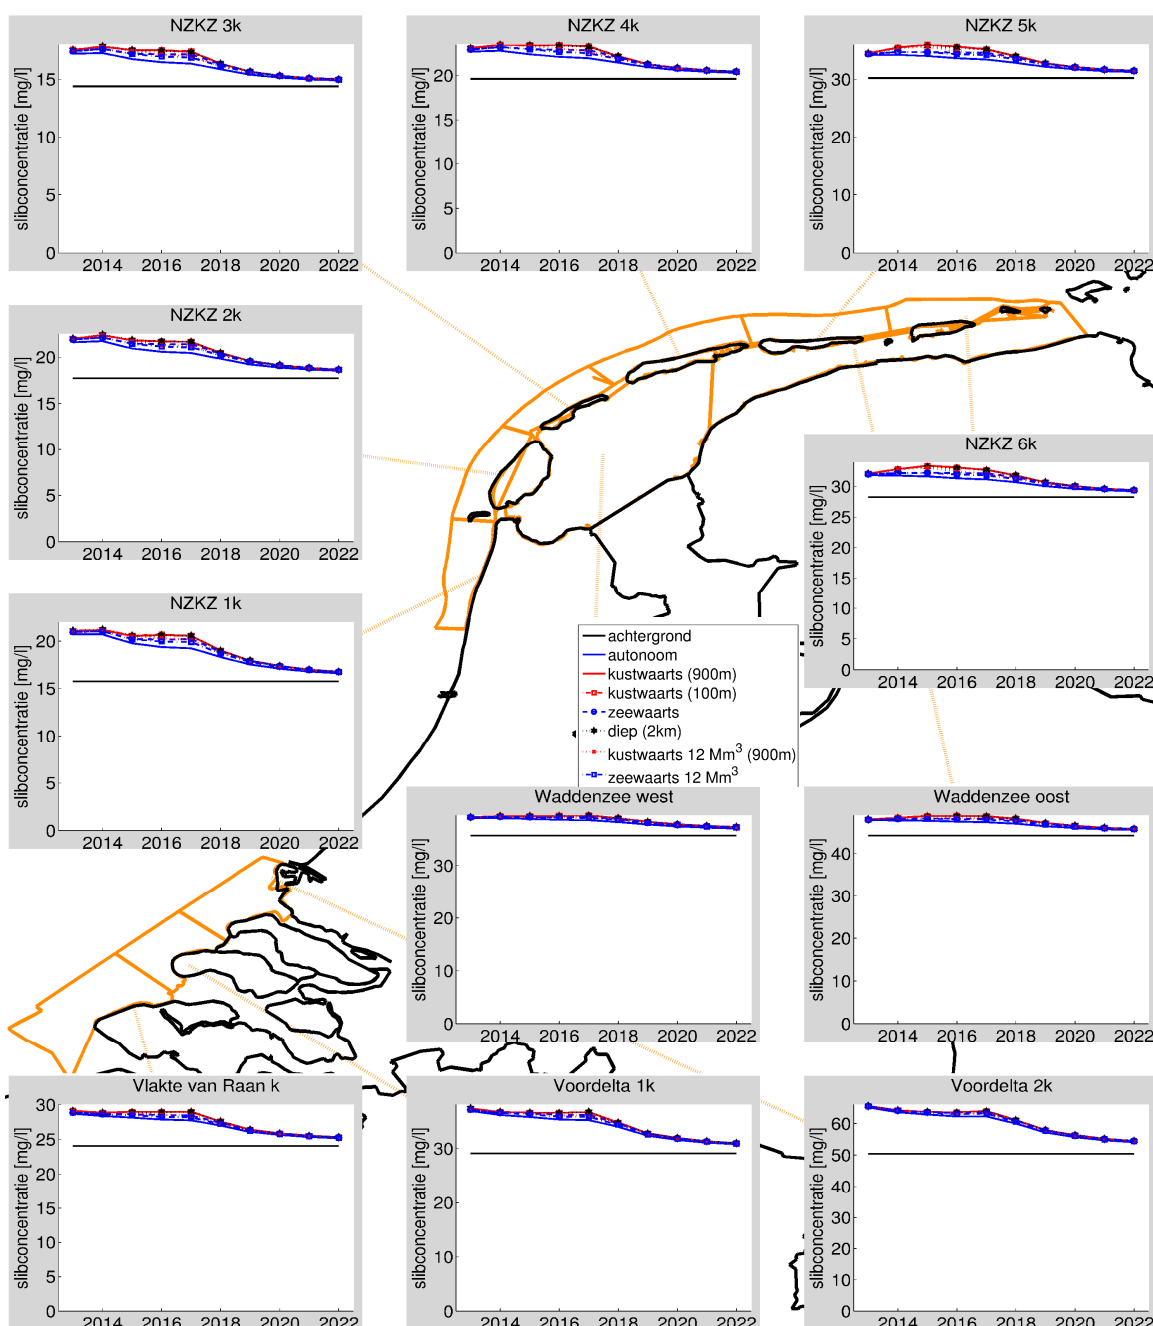 NZKZ 3k
slibconcentratie [mg/l]
15
10
5
0
2014 2016 2018 2020 2022
NZKZ 4k
slibconcentratie [mg/l]
20
15
10
5
0
2014 2016 2018 2020 2022
NZKZ 5k
slibconcentratie [mg/l]
30
20
10
0
2014 2016 2018 2020 2022
NZKZ 2k
slibconcentratie [mg/l]
20
15
10
5
0
2014 2016 2018 2020 2022
NZKZ 6k
slibconcentratie [mg/l]
30
25
20
15
10
5
0
2014 2016 2018 2020 2022
NZKZ 1k
slibconcentratie [mg/l]
20
15
10
5
0
2014 2016 2018 2020 2022
achtergrond
autonoom
kustwaarts (900m)
kustwaarts (100m)
zeewaarts
diep (2km)
kustwaarts 12 Mm³ (900m)
zeewaarts 12 Mm³
Waddenzee west
slibconcentratie [mg/l]
30
20
10
0
2014 2016 2018 2020 2022
Waddenzee oost
slibconcentratie [mg/l]
40
30
20
10
0
2014 2016 2018 2020 2022
Vlakte van Raan k
slibconcentratie [mg/l]
30
25
20
15
10
5
0
2014 2016 2018 2020 2022
Voordelta 1k
slibconcentratie [mg/l]
30
20
10
0
2014 2016 2018 2020 2022
Voordelta 2k
slibconcentratie [mg/l]
60
50
40
30
20
10
0
2014 2016 2018 2020 2022